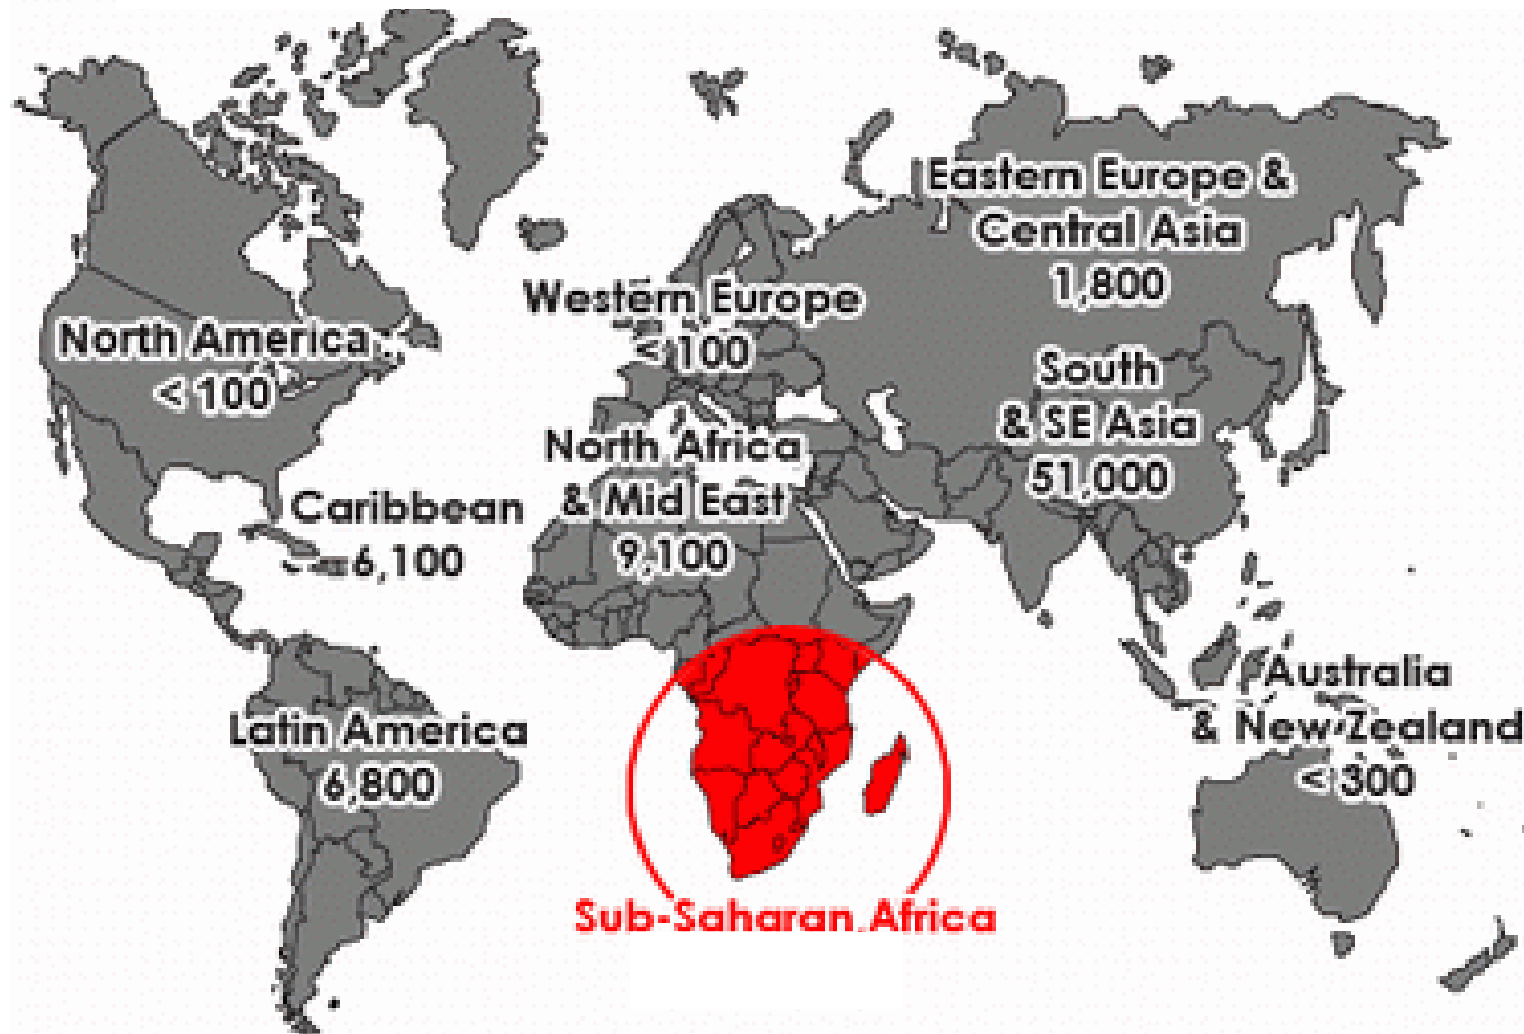 Eastern Europe &
Central Asia
1,800
Western Europe
< 100
North America
< 100
South
& SE Asia
51,000
North Africa
& Mid East
9,100
Caribbean
6,100
Latin America
6,800
Australia
& New Zealand
< 300
Sub-Saharan Africa